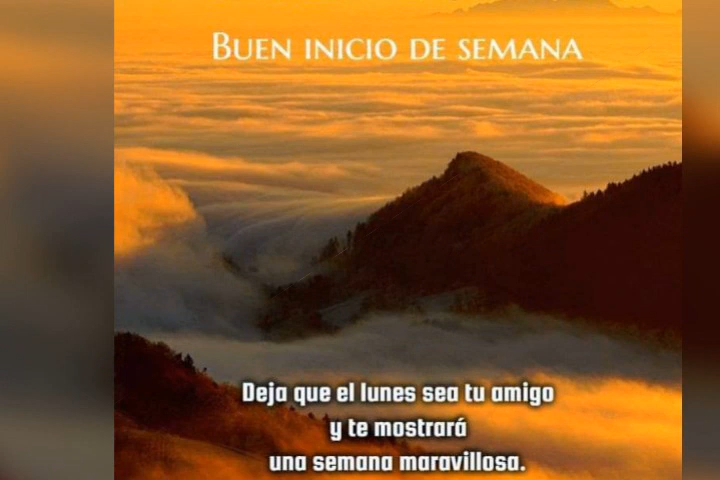 Buen inicio de semana
Deja que el lunes sea tu amigo
y te mostrará
una semana maravillosa.